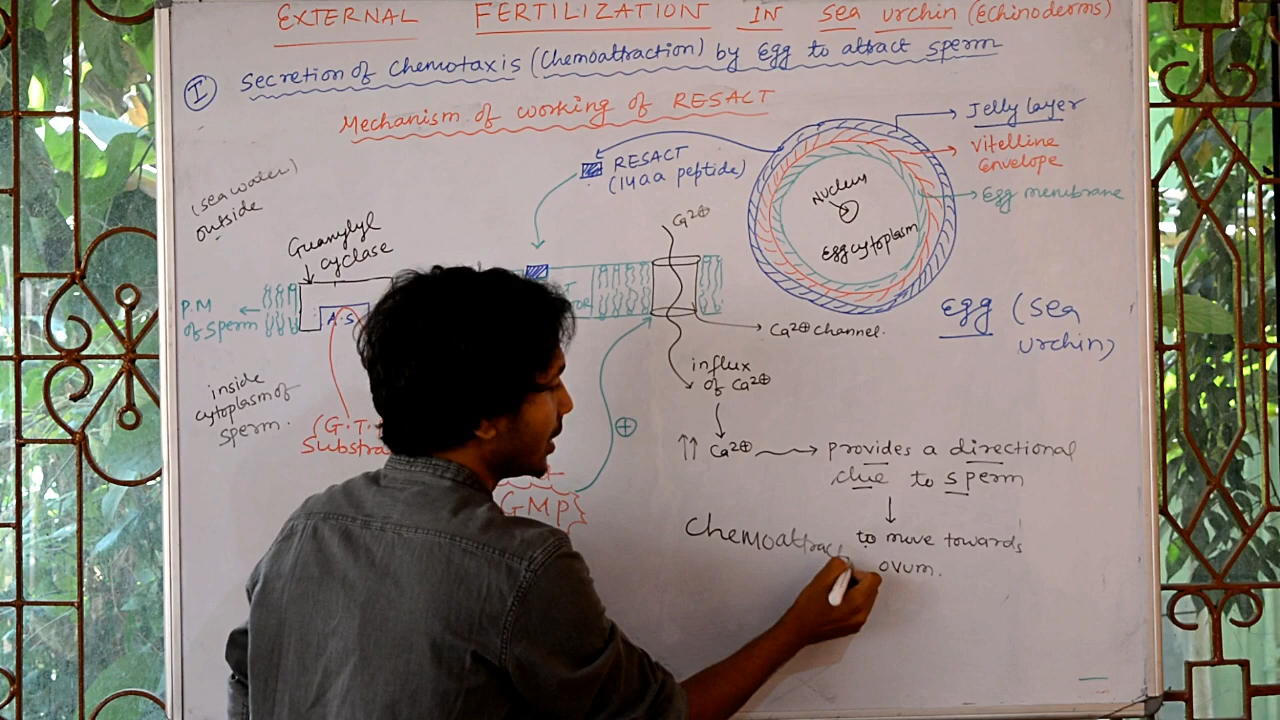 EXTERNAL FERTILIZATION IN sea urchin (Echinoderms)
I Secretion of Chemotaxis (Chemoattraction) by Egg to attract sperm
Mechanism of working of RESACT
Jelly layer
Vitelline
Envelope
Egg membrane
Nucleus
Egg cytoplasm
Egg (sea
urchin)
RESACT
(14aa peptide)
(sea water)
outside
Guanylyl
cyclase
Ca2⊕
P.M
of sperm
A·S
Ca2⊕ channel.
inside
cytoplasm of
sperm.
(G.T.
Substra
GMP}
⊕
influx
of Ca2⊕
↑↑ Ca2⊕ → provides a directional
clue to sperm
to move towards
ovum.
Chemoattract